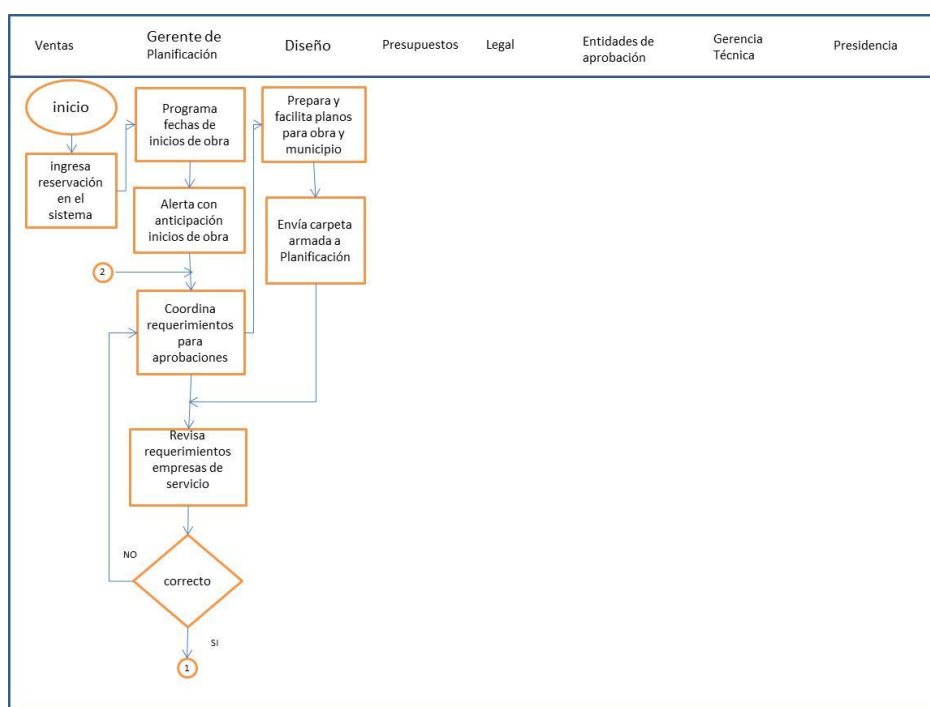 Ventas
Gerente de
Planificación
Diseño
Presupuestos
Legal
Entidades de
aprobación
Gerencia
Técnica
Presidencia
inicio
ingresa
reservación
en el
sistema
Programa
fechas de
inicios de obra
Alerta con
anticipación
inicios de obra
2
Coordina
requerimientos
para
aprobaciones
Prepara y
facilita planos
para obra y
municipio
Envía carpeta
armada a
Planificación
Revisa
requerimientos
empresas de
servicio
NO
correcto
SI
1